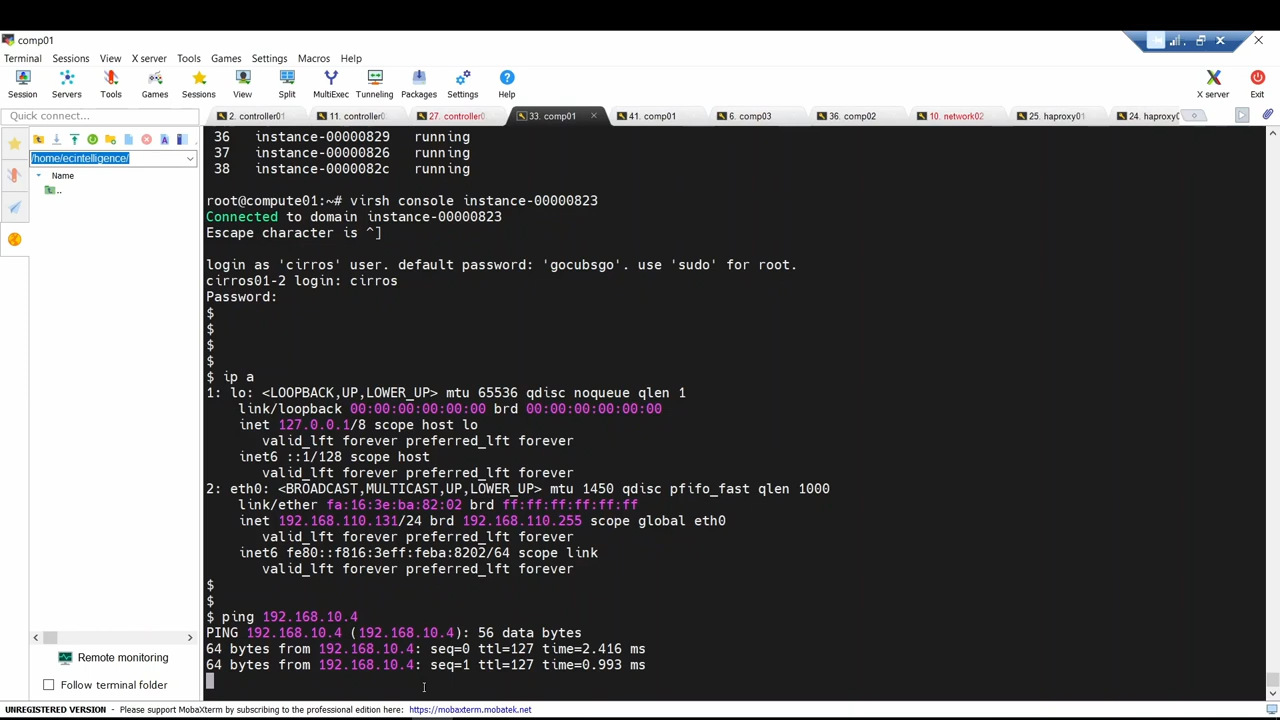 comp01
Terminal Sessions View X server Tools Games Settings Macros Help
Session Servers Tools Games Sessions View Split MultiExec Tunneling Packages Settings Help X server Exit
Quick connect...
2. controller01 11. controller0 27. controller0 33. comp01 41. comp01 6. comp03 36. comp02 10. network02 25. haproxy01 24. haproxy0
/home/ecintelligence/
Name
..
36 instance-00000829 running
37 instance-00000826 running
38 instance-0000082c running
root@compute01:~# virsh console instance-00000823
Connected to domain instance-00000823
Escape character is ^]
login as 'cirros' user. default password: 'gocubsgo'. use 'sudo' for root.
cirros01-2 login: cirros
Password:
$
$
$
$
$ ip a
1: lo: <LOOPBACK,UP,LOWER_UP> mtu 65536 qdisc noqueue qlen 1
link/loopback 00:00:00:00:00:00 brd 00:00:00:00:00:00
inet 127.0.0.1/8 scope host lo
valid_lft forever preferred_lft forever
inet6 ::1/128 scope host
valid_lft forever preferred_lft forever
2: eth0: <BROADCAST,MULTICAST,UP,LOWER_UP> mtu 1450 qdisc pfifo_fast qlen 1000
link/ether fa:16:3e:ba:82:02 brd ff:ff:ff:ff:ff:ff
inet 192.168.110.131/24 brd 192.168.110.255 scope global eth0
valid_lft forever preferred_lft forever
inet6 fe80::f816:3eff:feba:8202/64 scope link
valid_lft forever preferred_lft forever
$
$
$ ping 192.168.10.4
PING 192.168.10.4 (192.168.10.4): 56 data bytes
64 bytes from 192.168.10.4: seq=0 ttl=127 time=2.416 ms
64 bytes from 192.168.10.4: seq=1 ttl=127 time=0.993 ms
Remote monitoring
Follow terminal folder
UNREGISTERED VERSION - Please support MobaXterm by subscribing to the professional edition here: https://mobaxterm.mobatek.net